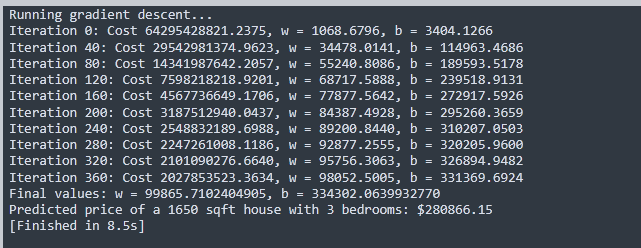 Running gradient descent...
Iteration 0: Cost 64295428821.2375, w = 1068.6796, b = 3404.1266
Iteration 40: Cost 29542981374.9623, w = 34478.0141, b = 114963.4686
Iteration 80: Cost 14341987642.2057, w = 55240.8086, b = 189593.5178
Iteration 120: Cost 7598218218.9201, w = 68717.5888, b = 239518.9131
Iteration 160: Cost 4567736649.1706, w = 77877.5642, b = 272917.5926
Iteration 200: Cost 3187512940.0437, w = 84387.4928, b = 295260.3659
Iteration 240: Cost 2548832189.6988, w = 89200.8440, b = 310207.0503
Iteration 280: Cost 2247261008.1186, w = 92877.2555, b = 320205.9600
Iteration 320: Cost 2101090276.6640, w = 95756.3063, b = 326894.9482
Iteration 360: Cost 2027853523.3634, w = 98052.5005, b = 331369.6924
Final values: w = 99865.7102404905, b = 334302.0639932770
Predicted price of a 1650 sqft house with 3 bedrooms: $280866.15
[Finished in 8.5s]